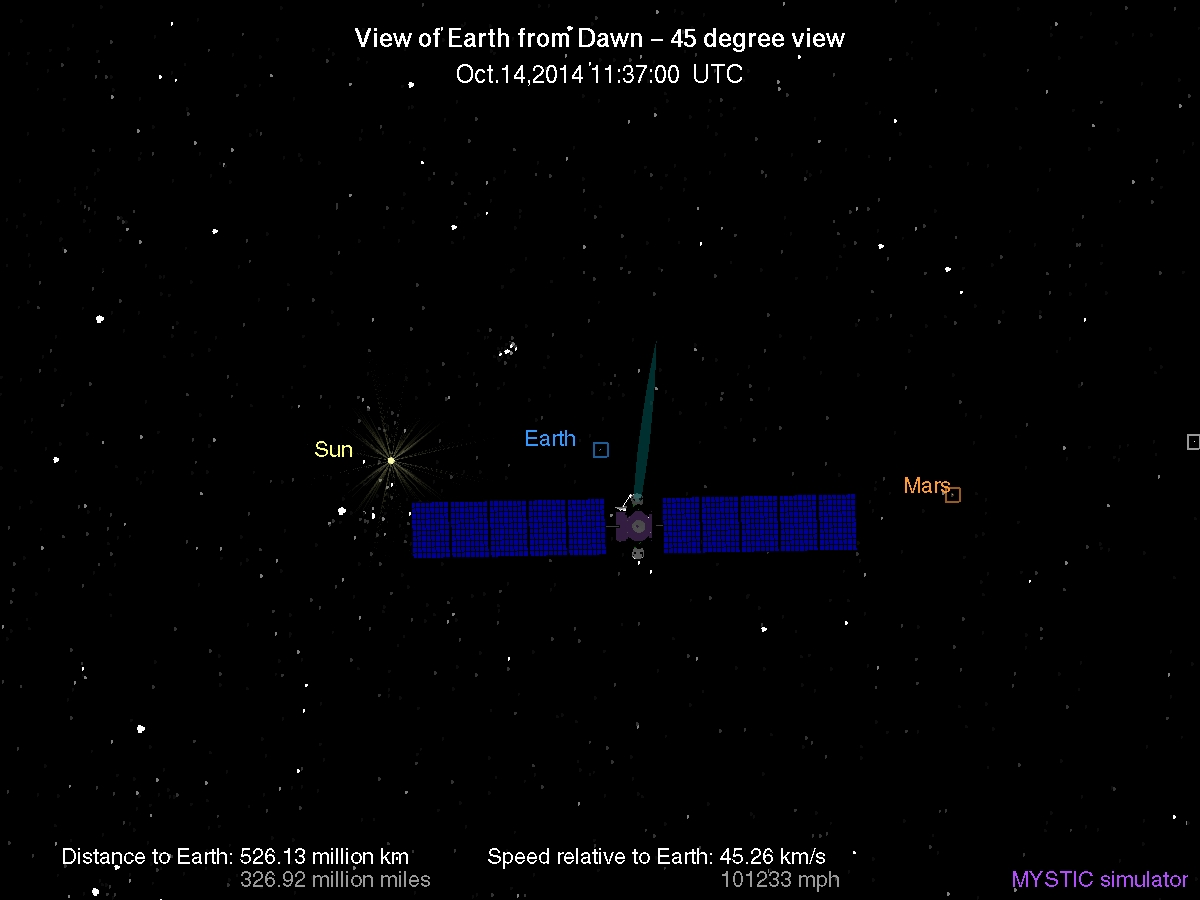 View of Earth from Dawn – 45 degree view
Oct.14,2014 11:37:00 UTC
Sun
Earth
Mars
Distance to Earth: 526.13 million km
326.92 million miles
Speed relative to Earth: 45.26 km/s
101233 mph
MYSTIC simulator